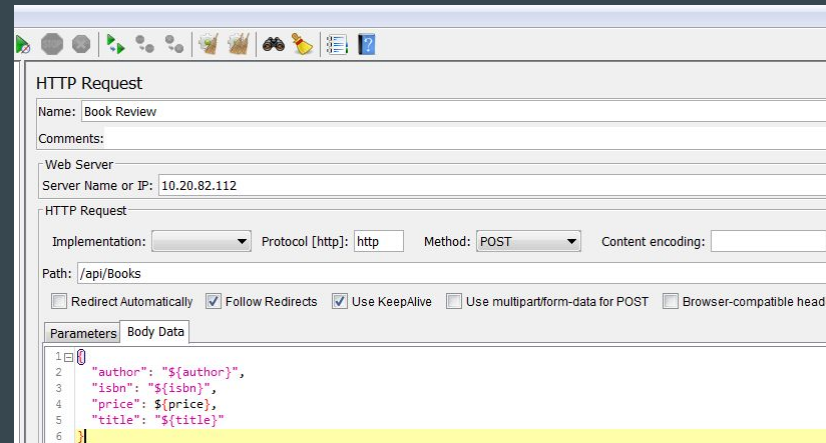 STOP
HTTP Request
Name: Book Review
Comments:
Web Server
Server Name or IP: 10.20.82.112
HTTP Request
Implementation: Protocol [http]: http Method: POST Content encoding:
Path: /api/Books
Redirect Automatically Follow Redirects Use KeepAlive Use multipart/form-data for POST Browser-compatible head
Parameters Body Data
1 {
2 "author": "${author}",
3 "isbn": "${isbn}",
4 "price": ${price},
5 "title": "${title}"
6 }